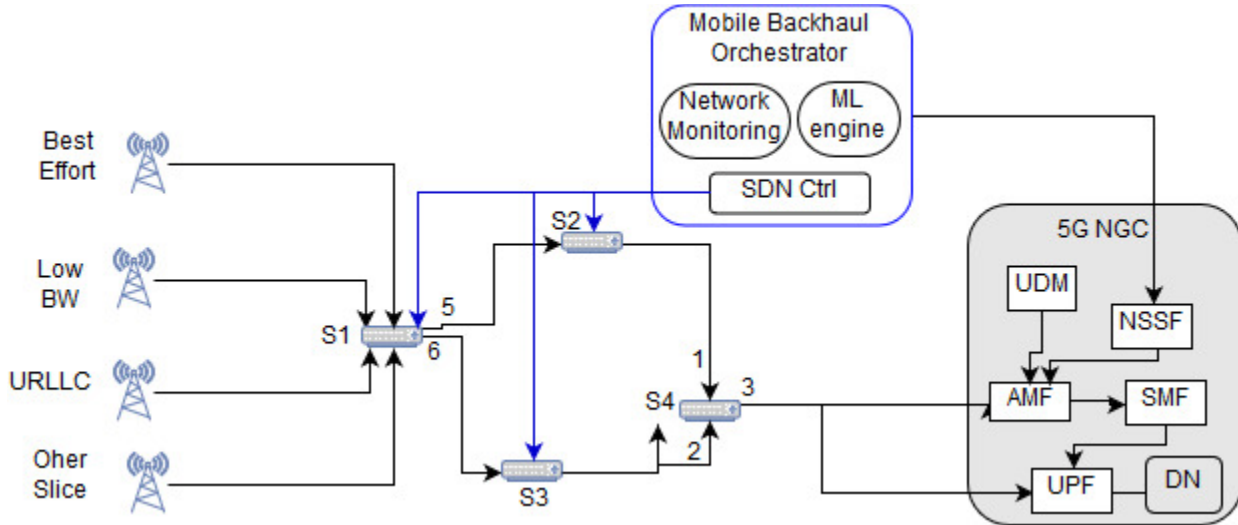 Mobile Backhaul
Orchestrator
Network
Monitoring
ML
engine
SDN Ctrl
Best
Effort
Low
BW
URLLC
Oher
Slice
S1
5
6
S2
S3
1
S4
3
2
5G NGC
UDM
NSSF
AMF
SMF
UPF
DN